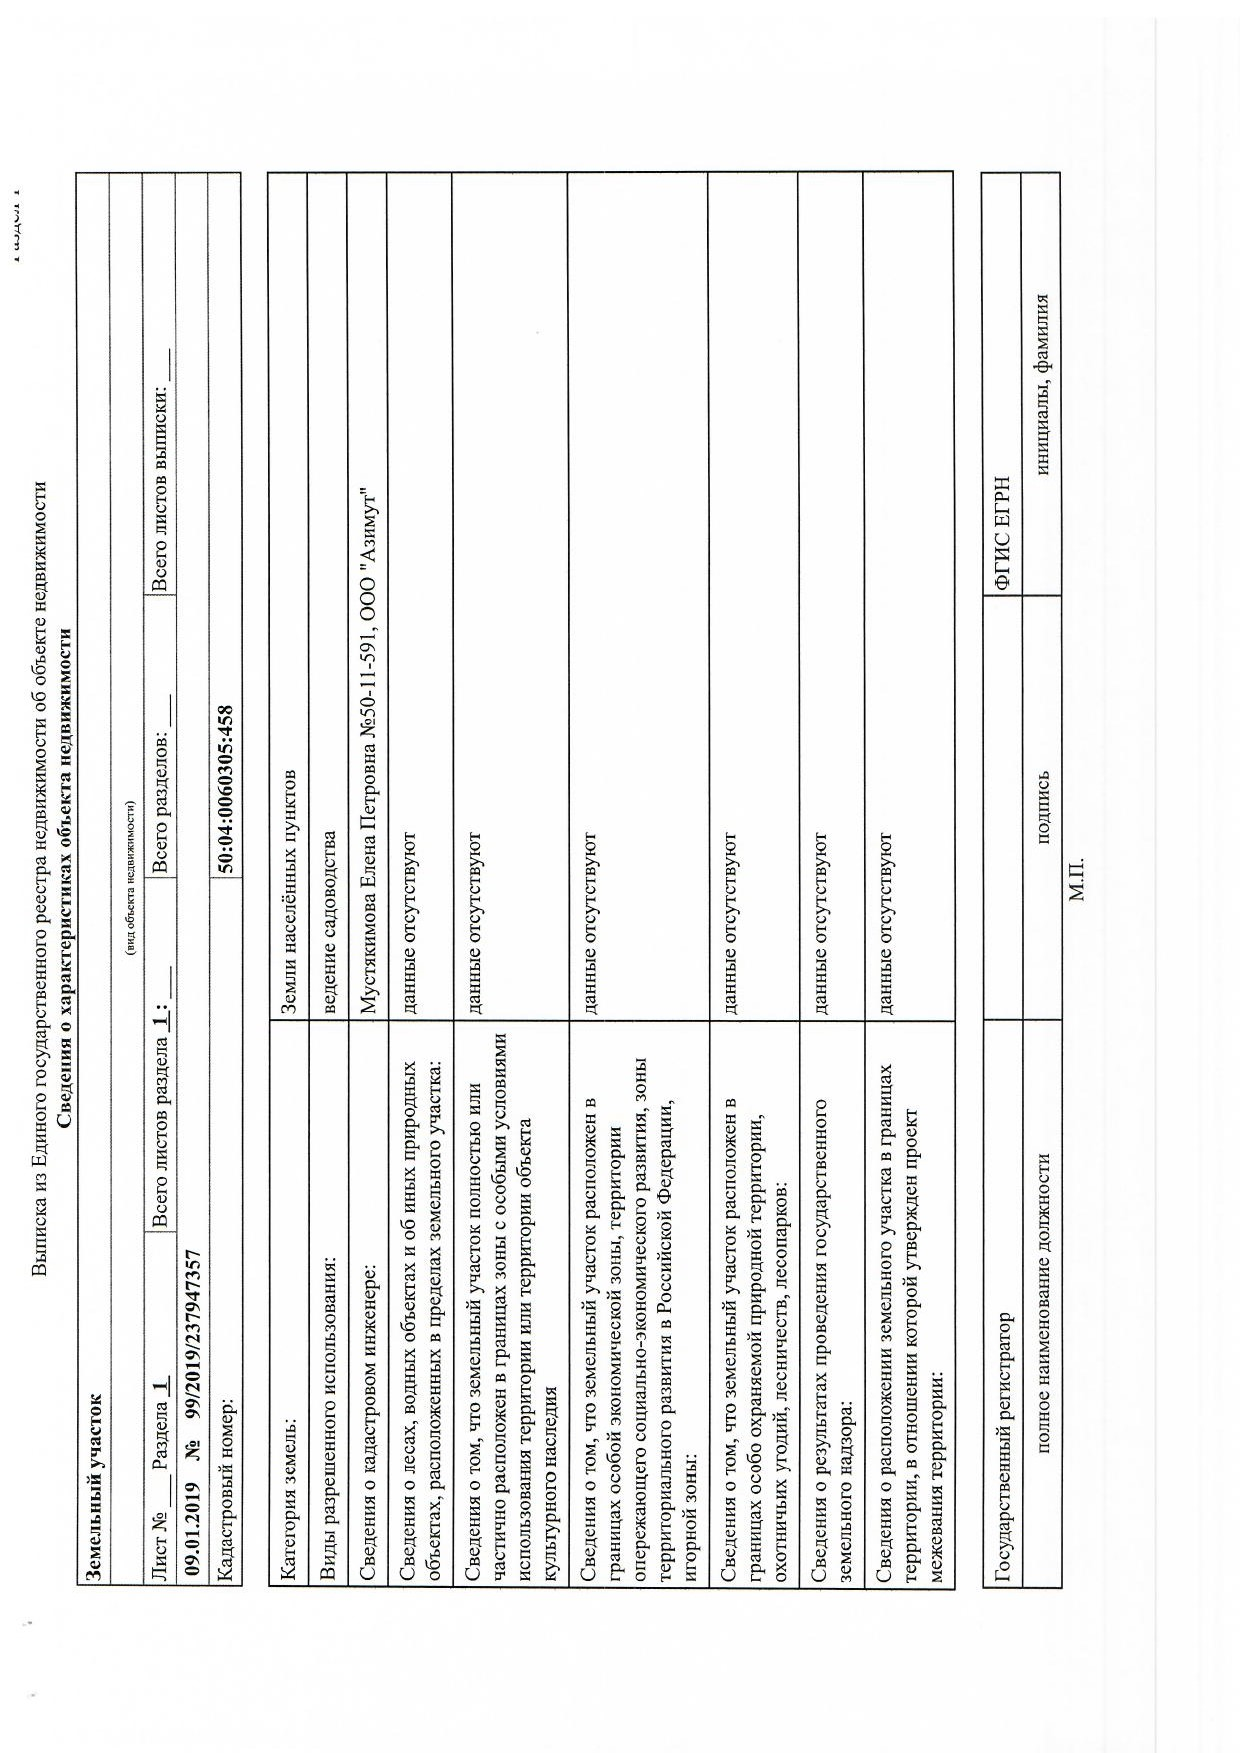 Раздел 1
Выписка из Единого государственного реестра недвижимости об объекте недвижимости
Сведения о характеристиках объекта недвижимости
Земельный участок
(вид объекта недвижимости)
Лист № ___ Раздела 1 Всего листов раздела 1 : ___ Всего разделов: ___ Всего листов выписки: ___
09.01.2019 № 99/2019/237947357
Кадастровый номер: 50:04:0060305:458
Категория земель: Земли населённых пунктов
Виды разрешенного использования: ведение садоводства
Сведения о кадастровом инженере: Мустякимова Елена Петровна №50-11-591, ООО "Азимут"
Сведения о лесах, водных объектах и об иных природных данные отсутствуют
объектах, расположенных в пределах земельного участка:
Сведения о том, что земельный участок полностью или данные отсутствуют
частично расположен в границах зоны с особыми условиями
использования территории или территории объекта
культурного наследия
Сведения о том, что земельный участок расположен в данные отсутствуют
границах особой экономической зоны, территории
опережающего социально-экономического развития, зоны
территориального развития в Российской Федерации,
игорной зоны:
Сведения о том, что земельный участок расположен в данные отсутствуют
границах особо охраняемой природной территории,
охотничьих угодий, лесничеств, лесопарков:
Сведения о результатах проведения государственного данные отсутствуют
земельного надзора:
Сведения о расположении земельного участка в границах данные отсутствуют
территории, в отношении которой утвержден проект
межевания территории:
Государственный регистратор ФГИС ЕГРН
полное наименование должности подпись инициалы, фамилия
М.П.